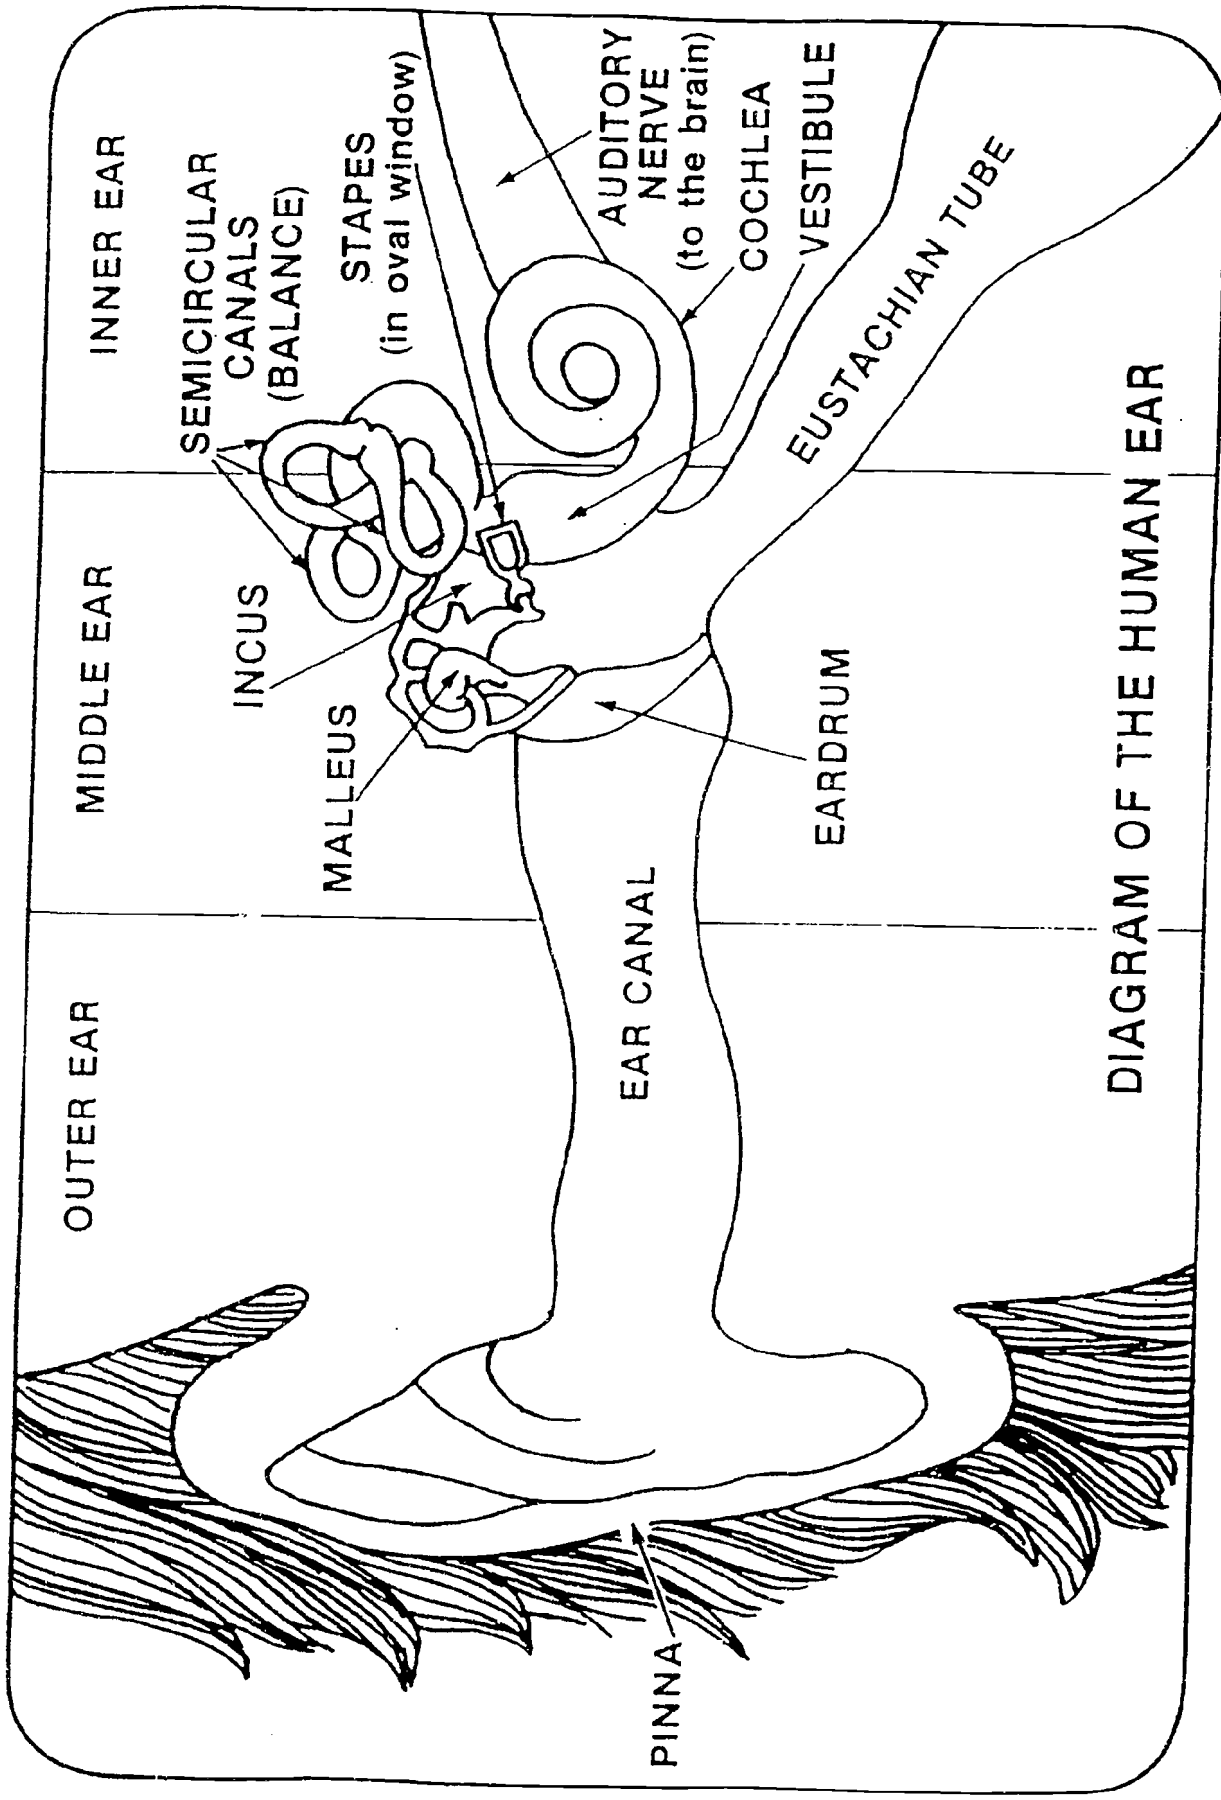 OUTER EAR
MIDDLE EAR
INNER EAR
SEMICIRCULAR
CANALS
(BALANCE)
INCUS
MALLEUS
STAPES
(in oval window)
AUDITORY
NERVE
(to the brain)
COCHLEA
VESTIBULE
EAR CANAL
EARDRUM
EUSTACHIAN TUBE
PINNA
DIAGRAM OF THE HUMAN EAR